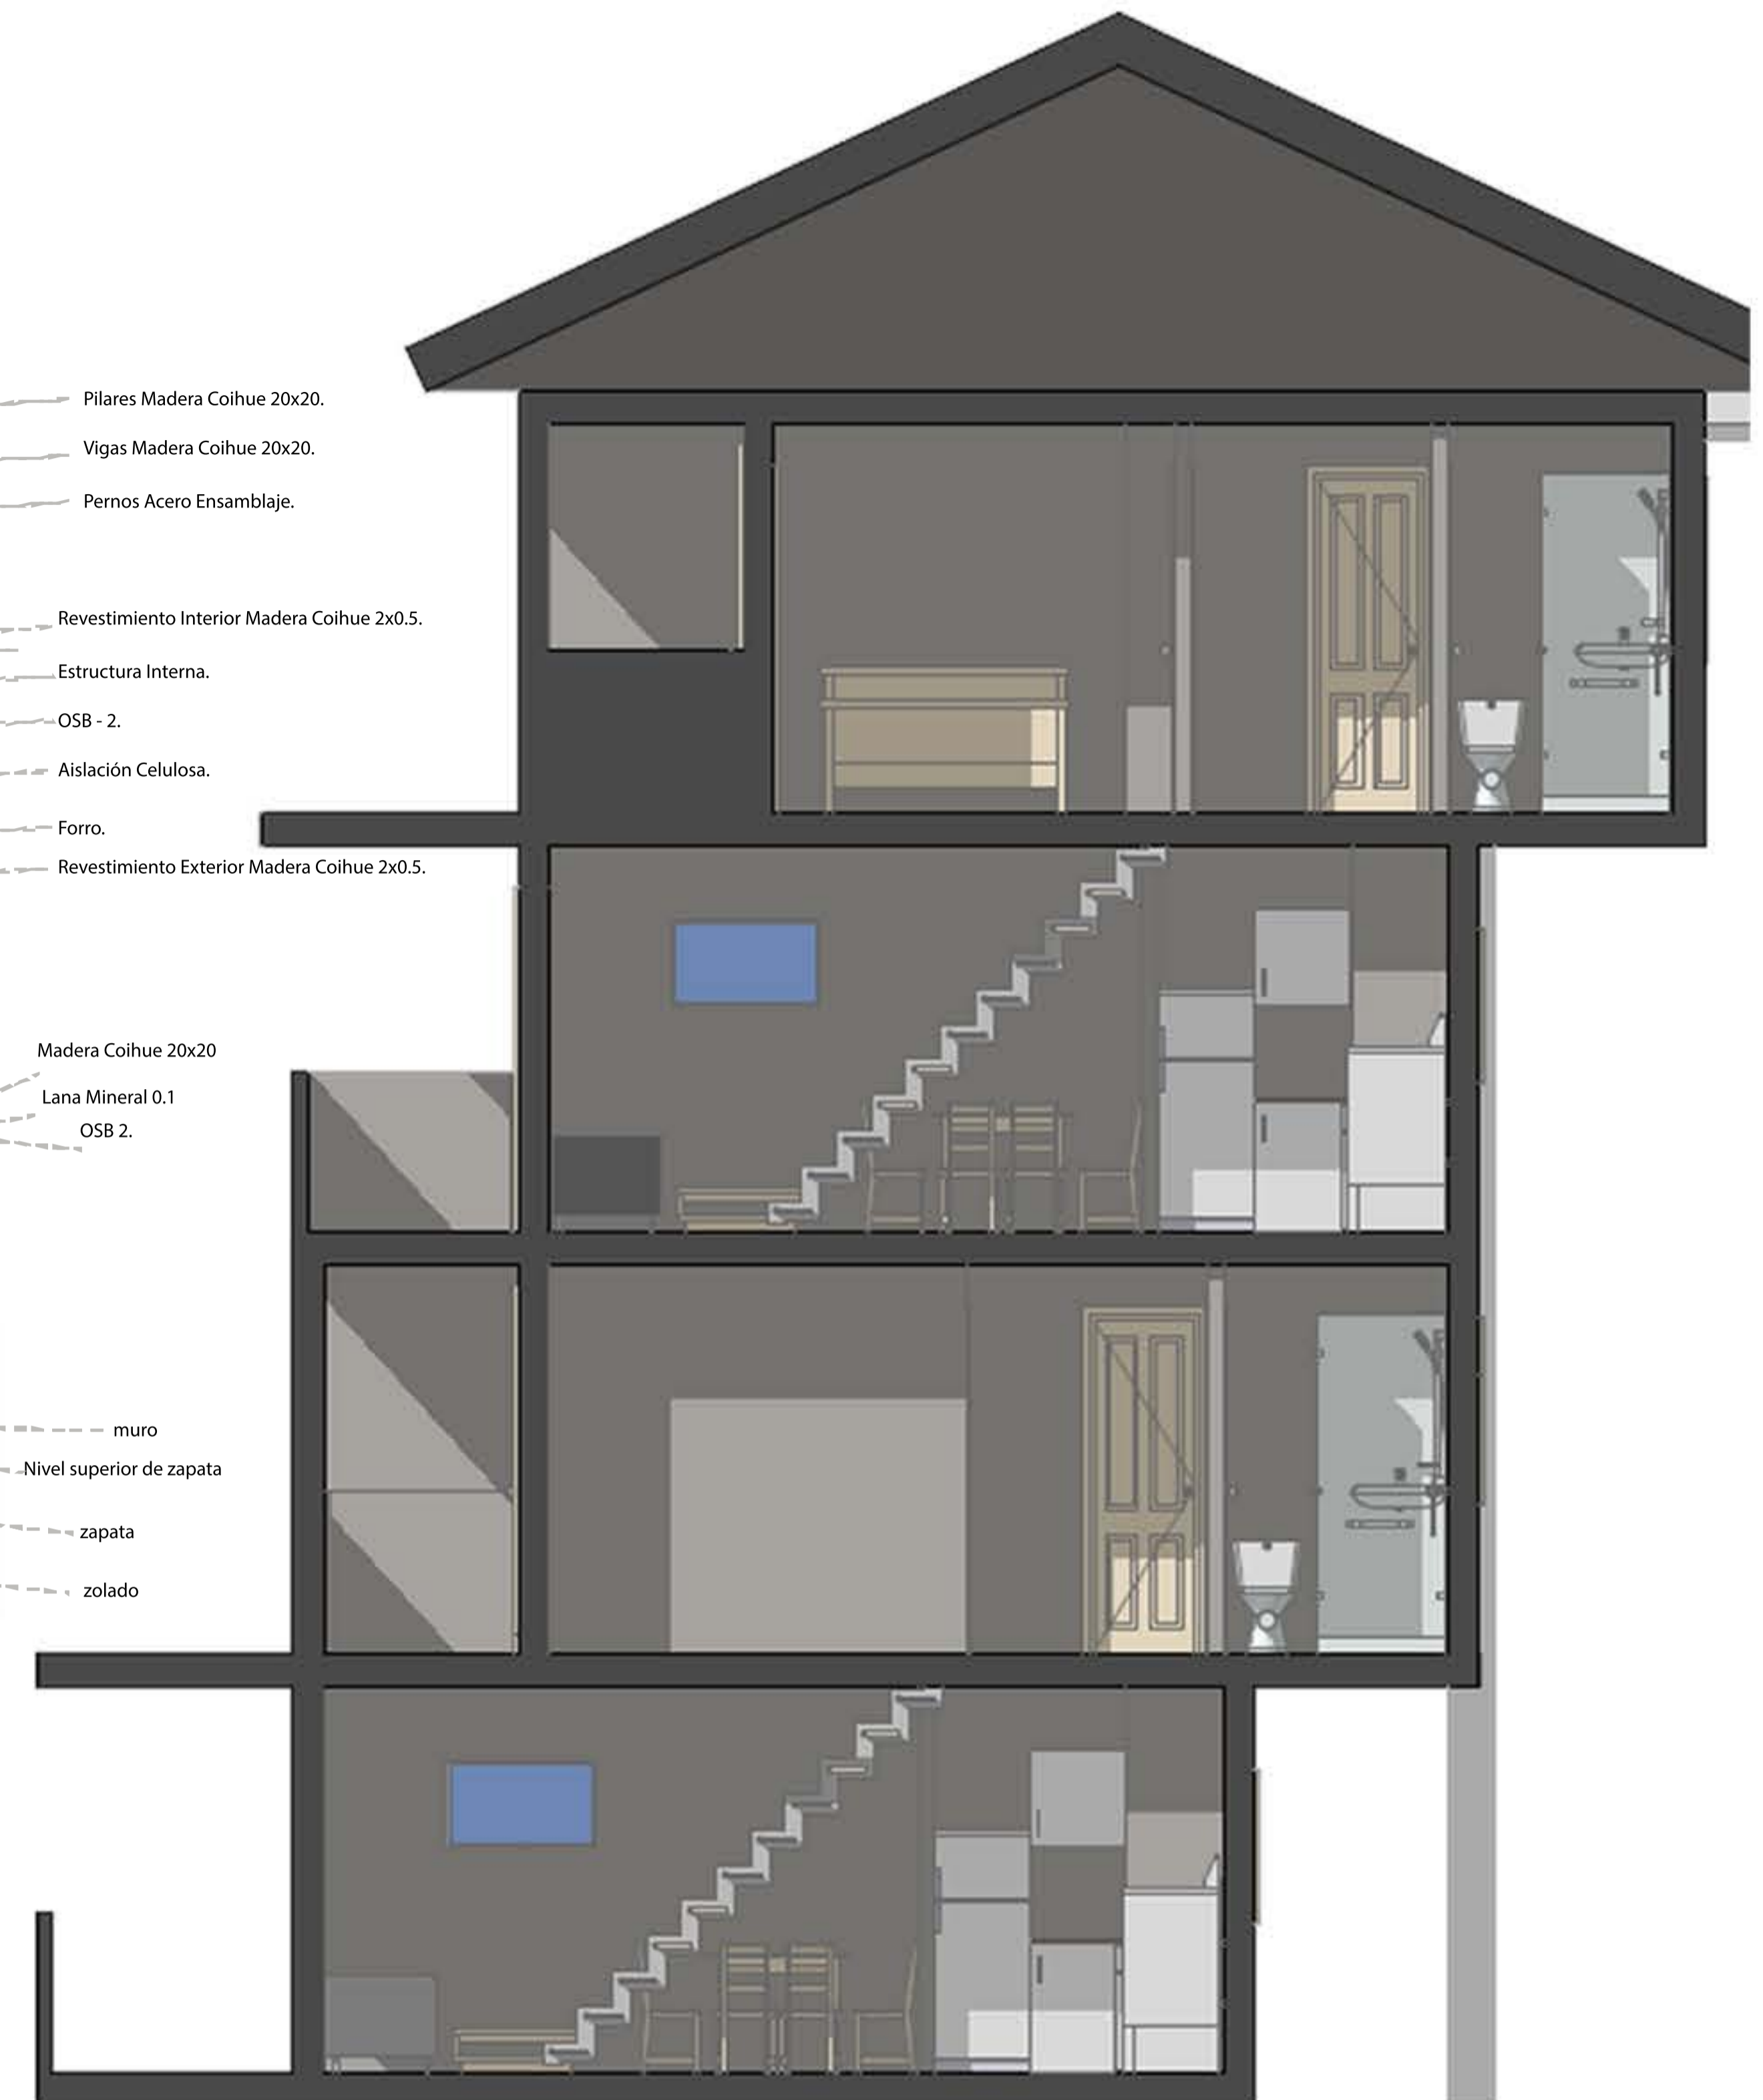 Pilares Madera Coihue 20x20.
Vigas Madera Coihue 20x20.
Pernos Acero Ensamblaje.
Revestimiento Interior Madera Coihue 2x0.5.
Estructura Interna.
OSB - 2.
Aislación Celulosa.
Forro.
Revestimiento Exterior Madera Coihue 2x0.5.
Madera Coihue 20x20
Lana Mineral 0.1
OSB 2.
muro
Nivel superior de zapata
zapata
zolado